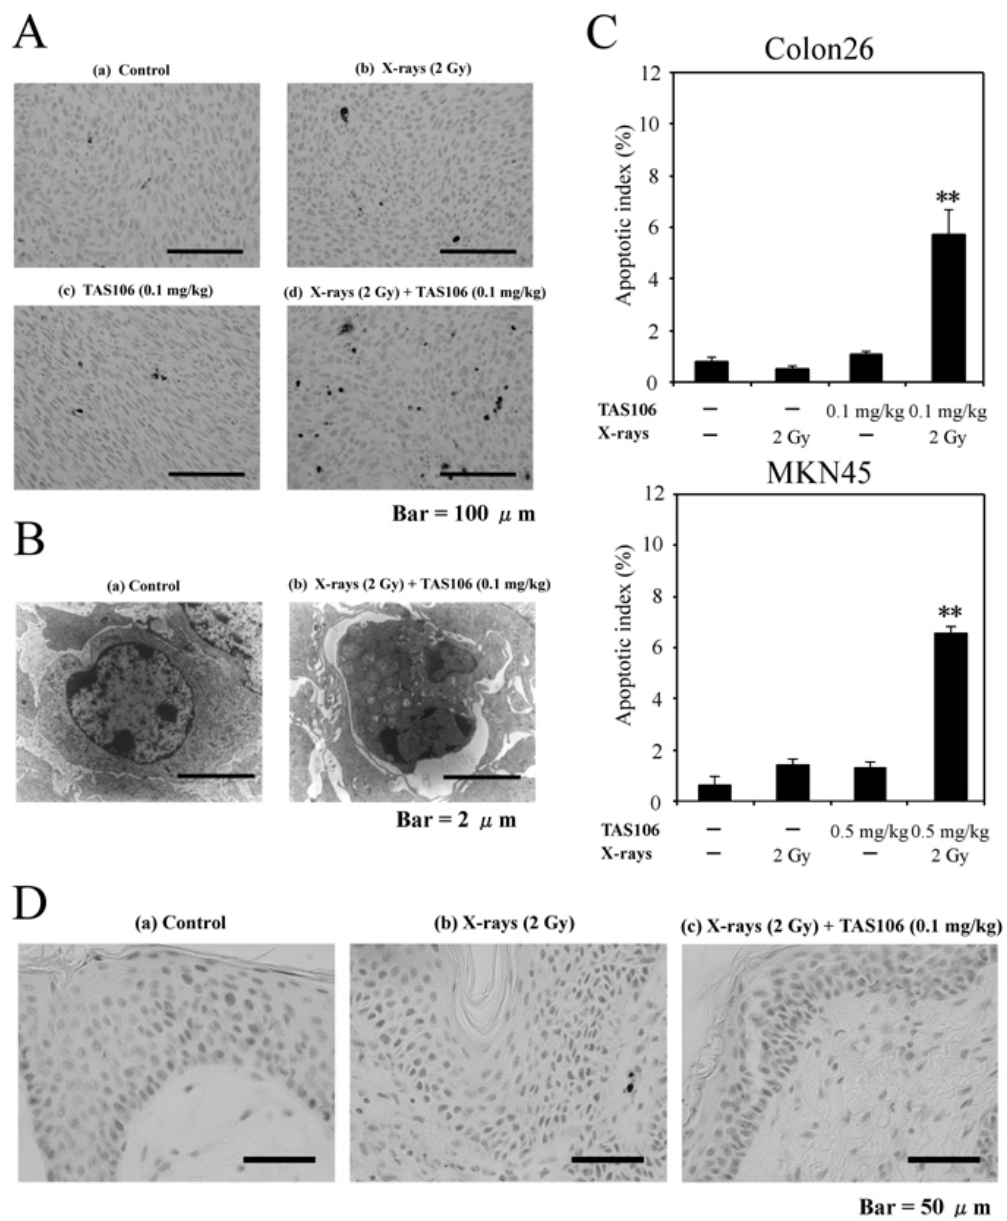 A
(a) Control
(b) X-rays (2 Gy)
(c) TAS106 (0.1 mg/kg)
(d) X-rays (2 Gy) + TAS106 (0.1 mg/kg)
Bar = 100 μ m
B
(a) Control
(b) X-rays (2 Gy) + TAS106 (0.1 mg/kg)
Bar = 2 μ m
C
Colon26
Apoptotic index (%)
12
10
8
6
4
2
0
**
TAS106 – – 0.1 mg/kg 0.1 mg/kg
X-rays – 2 Gy – 2 Gy
MKN45
Apoptotic index (%)
12
10
8
6
4
2
0
**
TAS106 – – 0.5 mg/kg 0.5 mg/kg
X-rays – 2 Gy – 2 Gy
D
(a) Control
(b) X-rays (2 Gy)
(c) X-rays (2 Gy) + TAS106 (0.1 mg/kg)
Bar = 50 μ m